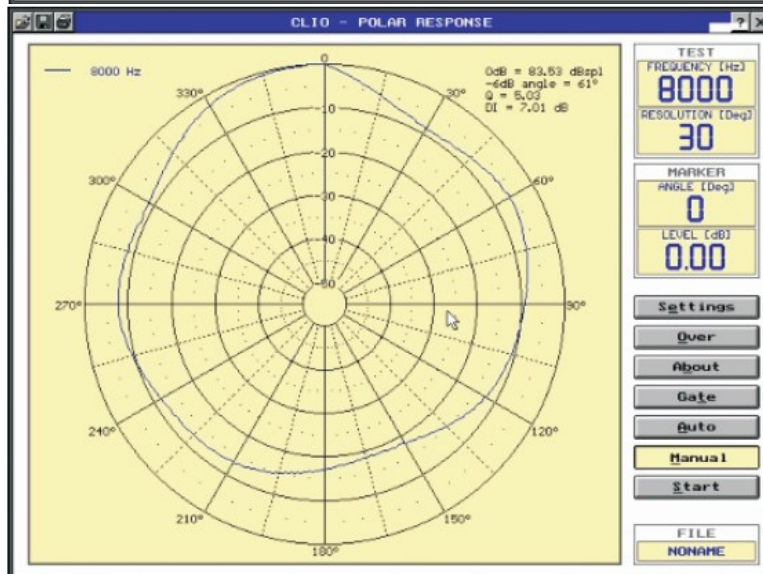 CLIO - POLAR RESPONSE
?
8000 Hz
0dB = 83.53 dBspl
-6dB angle = 61°
Q = 5.03
DI = 7.01 dB
0
330°
30°
-10
-20
300°
60°
-30
-40
-50
270°
90°
240°
120°
210°
150°
180°
TEST
FREQUENCY [Hz]
8000
RESOLUTION [Deg]
30
MARKER
ANGLE [Deg]
0
LEVEL [dB]
0.00
Settings
Over
About
Gate
Auto
Manual
Start
FILE
NONAME